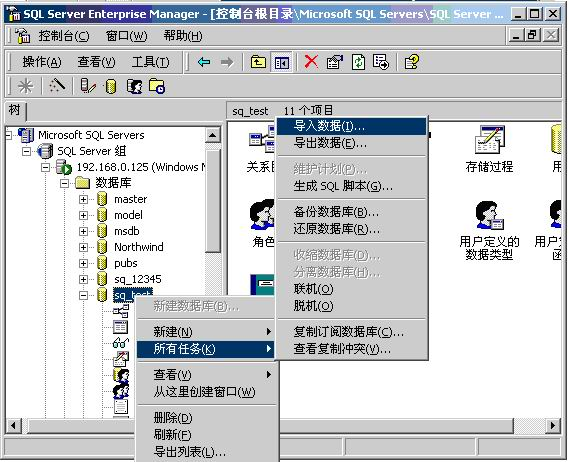 SQL Server Enterprise Manager - [控制台根目录\Microsoft SQL Servers\SQL Server ...
控制台(C) 窗口(W) 帮助(H)
操作(A) 查看(V) 工具(T)
树
sq_test 11 个项目
Microsoft SQL Servers
SQL Server 组
192.168.0.125 (Windows N
数据库
master
model
msdb
Northwind
pubs
sq_12345
sq_test
关系
存储过程
角色
用户定义的
数据类型
用户
导入数据(I)...
导出数据(E)...
维护计划(P)...
生成 SQL 脚本(G)...
备份数据库(B)...
还原数据库(R)...
收缩数据库(D)...
分离数据库(H)...
联机(O)
脱机(O)
复制订阅数据库(C)...
查看复制冲突(V)...
新建数据库(B)...
新建(N)
所有任务(K)
查看(V)
从这里创建窗口(W)
删除(D)
刷新(F)
导出列表(L)...